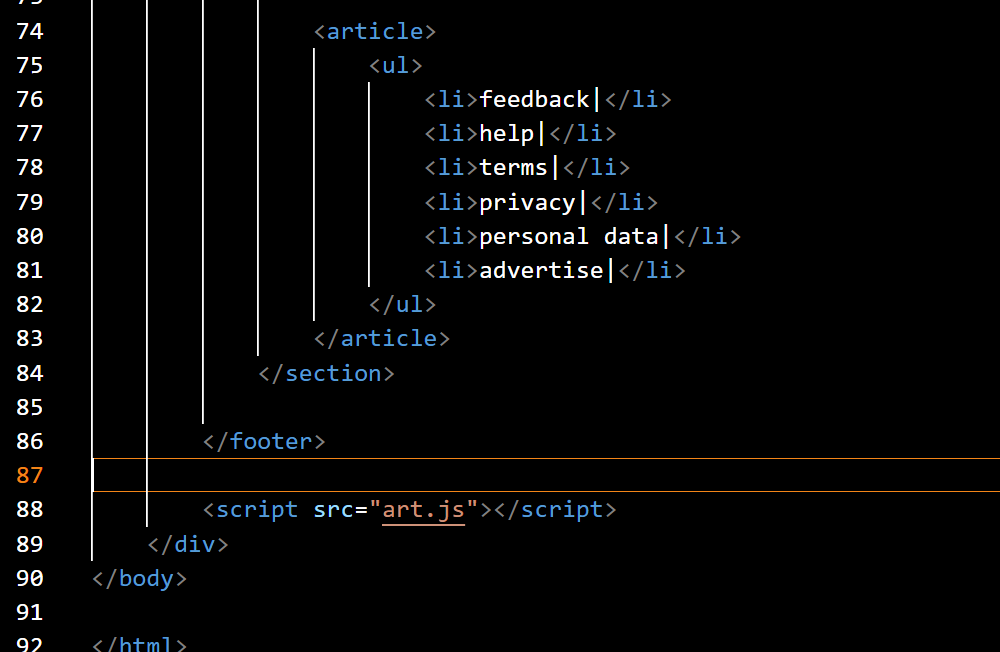 73
74 <article>
75 <ul>
76 <li>feedback|</li>
77 <li>help|</li>
78 <li>terms|</li>
79 <li>privacy|</li>
80 <li>personal data|</li>
81 <li>advertise|</li>
82 </ul>
83 </article>
84 </section>
85
86 </footer>
87
88 <script src="art.js"></script>
89 </div>
90 </body>
91
92 </html>